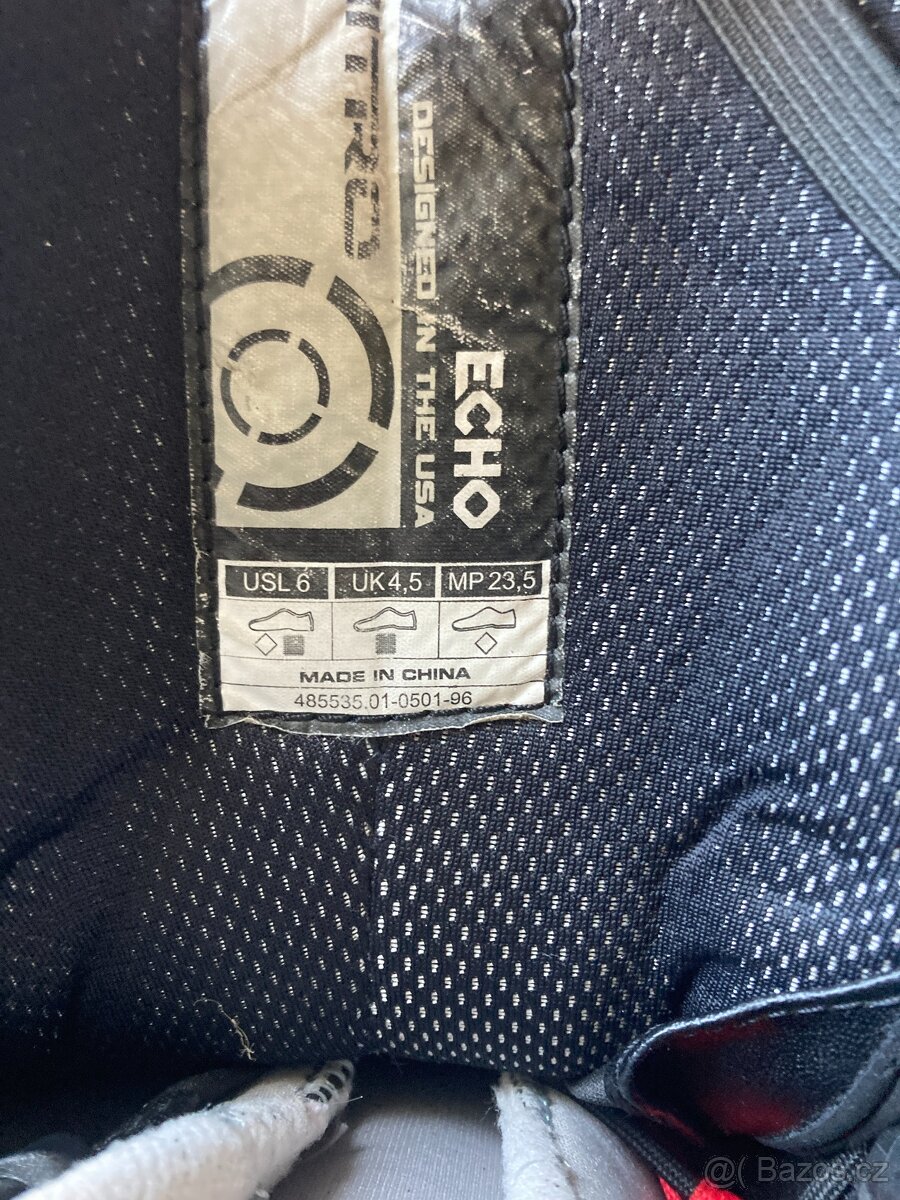 DESIGNED IN THE USA
ECHO
USL 6 UK 4,5 MP 23,5
MADE IN CHINA
485535.01-0501-96
@( Bazos.cz